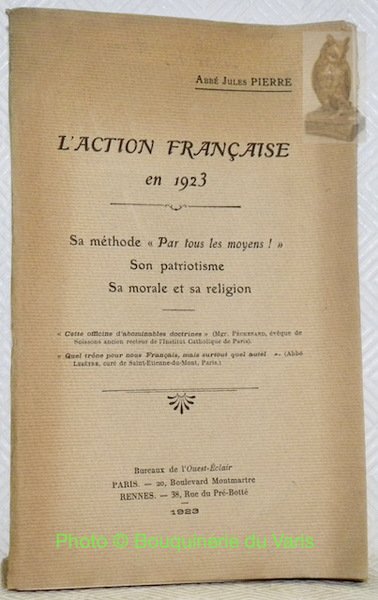 ABBÉ JULES PIERRE
L'ACTION FRANÇAISE
en 1923
Sa méthode « Par tous les moyens ! »
Son patriotisme
Sa morale et sa religion
« Cette officine d'abominables doctrines » (Mgr. PÉCHENARD, évêque de
Soissons ancien recteur de l'Institut Catholique de Paris).
« Quel trône pour nous Français, mais surtout quel autel ». (Abbé
LESÊTRE, curé de Saint-Etienne-du-Mont, Paris.)
Bureaux de l'Ouest-Éclair
PARIS. — 20, Boulevard Montmartre
RENNES. — 38, Rue du Pré-Botté
1923
Photo © Bouquinerie du Varis